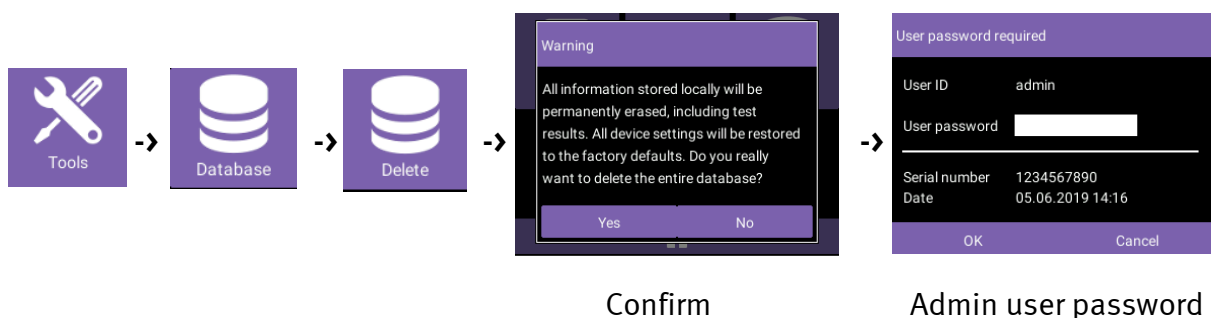 Tools
->
Database
->
Delete
->
Warning
All information stored locally will be
permanently erased, including test
results. All device settings will be restored
to the factory defaults. Do you really
want to delete the entire database?
Yes No
->
User password required
User ID admin
User password
Serial number 1234567890
Date 05.06.2019 14:16
OK Cancel
Confirm
Admin user password